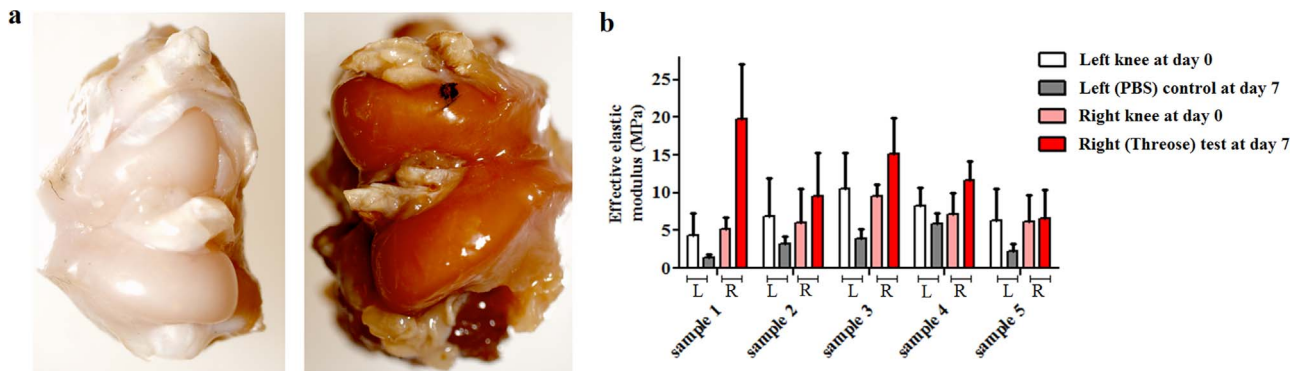 a
b
Effective elastic
modulus (MPa)
25
20
15
10
5
0
L
R
L
R
L
R
L
R
L
R
sample 1
sample 2
sample 3
sample 4
sample 5
Left knee at day 0
Left (PBS) control at day 7
Right knee at day 0
Right (Threose) test at day 7